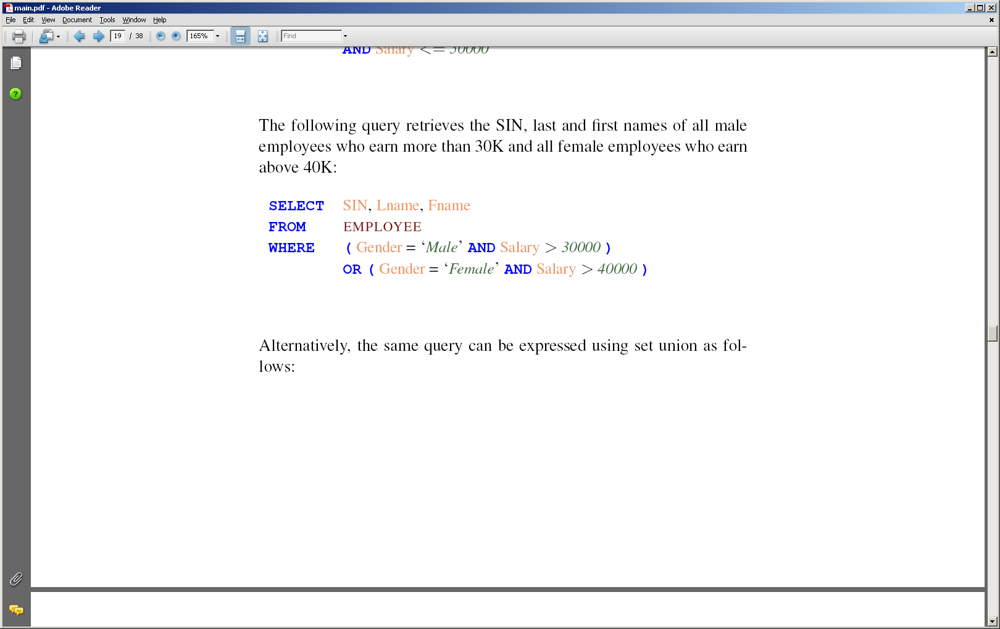 main.pdf - Adobe Reader
File Edit View Document Tools Window Help
19 / 38 165% Find
AND Salary <= 50000
The following query retrieves the SIN, last and first names of all male
employees who earn more than 30K and all female employees who earn
above 40K:
SELECT SIN, Lname, Fname
FROM EMPLOYEE
WHERE ( Gender = ‘Male’ AND Salary > 30000 )
OR ( Gender = ‘Female’ AND Salary > 40000 )
Alternatively, the same query can be expressed using set union as fol-
lows: